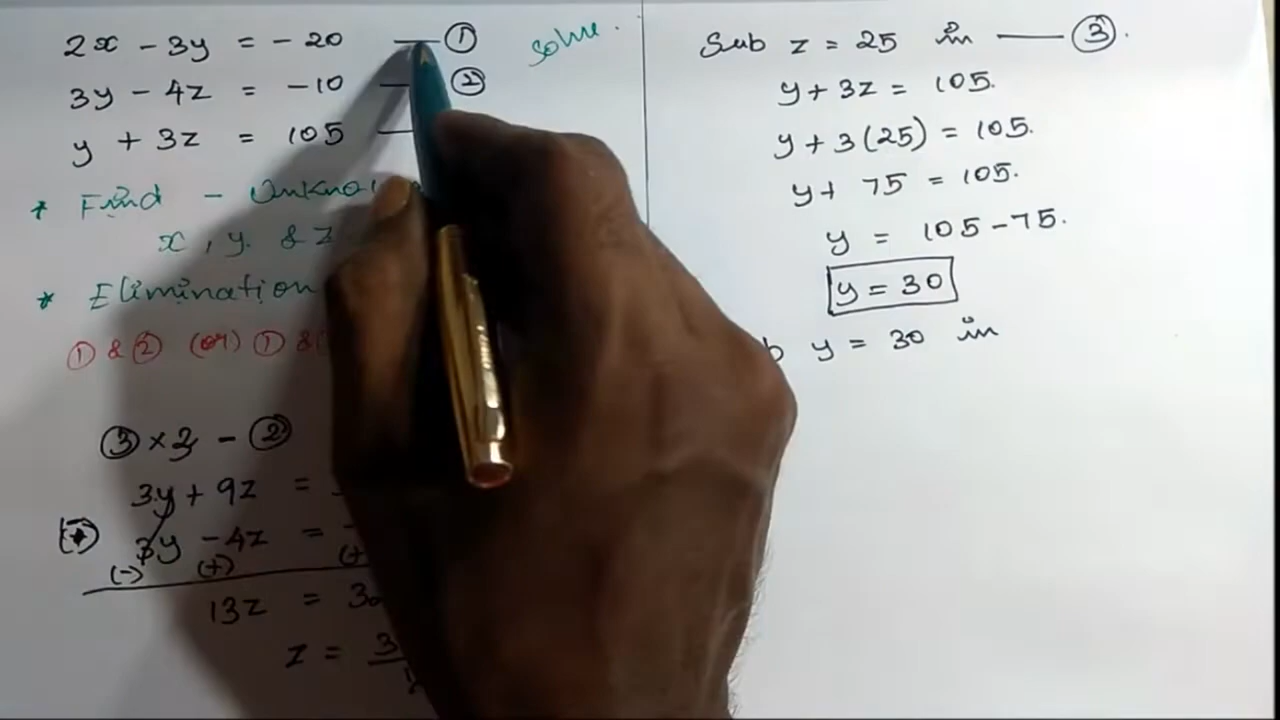 2x - 3y = -20 — ①
3y - 4z = -10 — ②
y + 3z = 105 —
solve.
* Find -
x, y & z
* Elimination
① & ② (or) ① &
③ × 3 - ②
3y + 9z =
3y - 4z = -
(-) (+) (+
13z = 3
z = 3
Sub z = 25 in — ③.
y + 3z = 105.
y + 3(25) = 105.
y + 75 = 105.
y = 105 - 75.
y = 30
y = 30 in